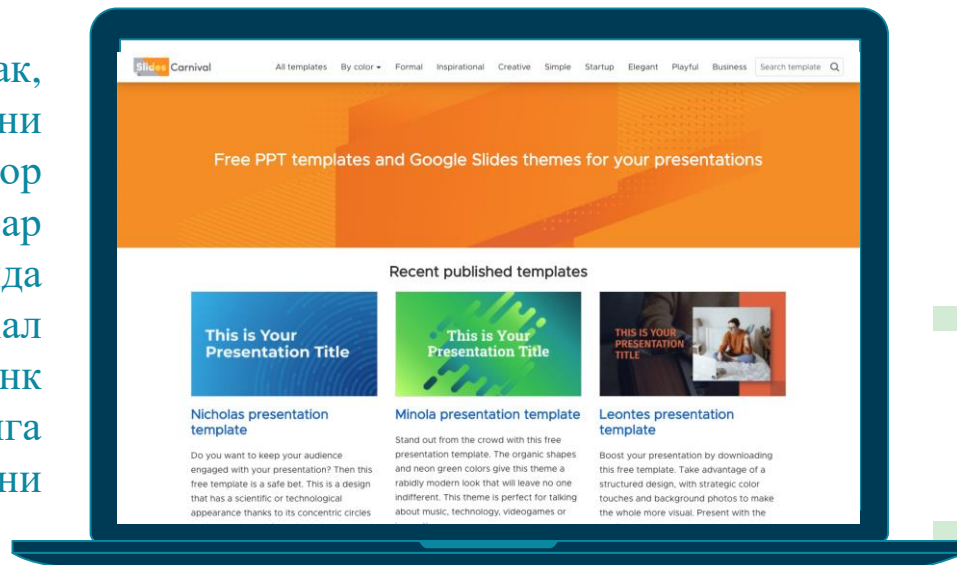 ак,
ни
ор
ар
да
ал
нк
нга
ни
Slides Carnival
All templates By color Formal Inspirational Creative Simple Startup Elegant Playful Business Search template
Free PPT templates and Google Slides themes for your presentations
Recent published templates
This is Your
Presentation Title
Nicholas presentation
template
Do you want to keep your audience
engaged with your presentation? Then this
free template is a safe bet. This is a design
that has a scientific or technological
appearance thanks to its concentric circles
This is Your
Presentation Title
Minola presentation template
Stand out from the crowd with this free
presentation template. The organic shapes
and neon green colors give this theme a
rabidly modern look that will leave no one
indifferent. This theme is perfect for talking
about music, technology, videogames or
THIS IS YOUR
PRESENTATION
TITLE
Leontes presentation
template
Boost your presentation by downloading
this free template. Take advantage of a
structured design, with strategic color
touches and background photos to make
the whole more visual. Present with the